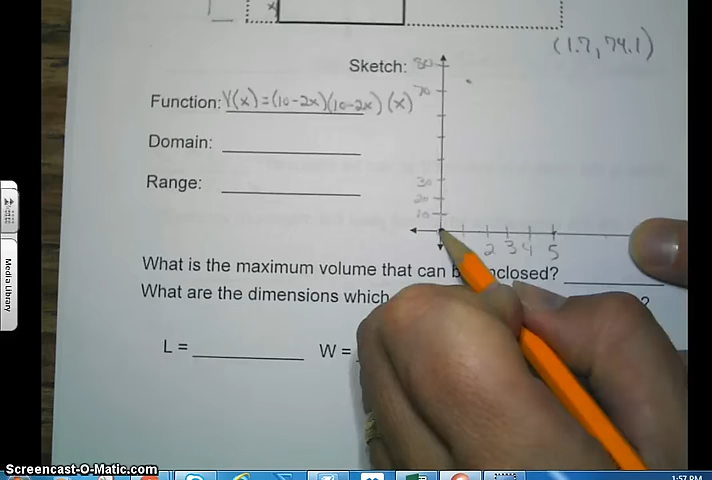 x
(1.7, 74.1)
Sketch:
80
70
30
20
10
2 3 4 5
Function: V(x) = (10-2x)(10-2x)(x)
Domain:
Range:
What is the maximum volume that can be enclosed?
What are the dimensions which ?
L = W =
Media Library
Screencast-O-Matic.com
1:57 PM